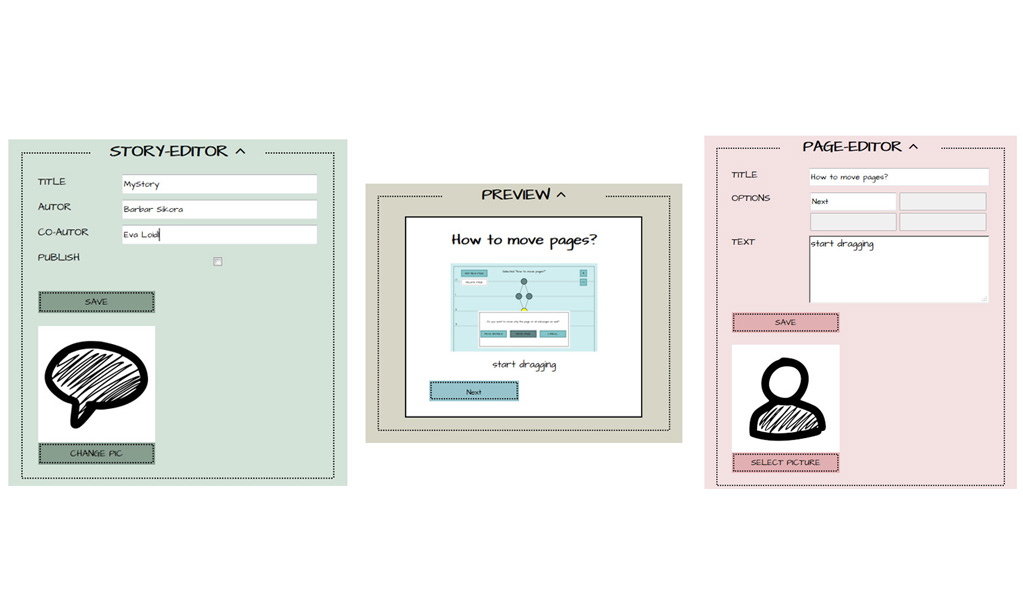 STORY-EDITOR ^
TITLE MyStory
AUTOR Barbar Sikora
CO-AUTOR Eva Loidl
PUBLISH
SAVE
CHANGE PIC
PREVIEW ^
How to move pages?
start dragging
Next
PAGE-EDITOR ^
TITLE How to move pages?
OPTIONS Next
TEXT start dragging
SAVE
SELECT PICTURE